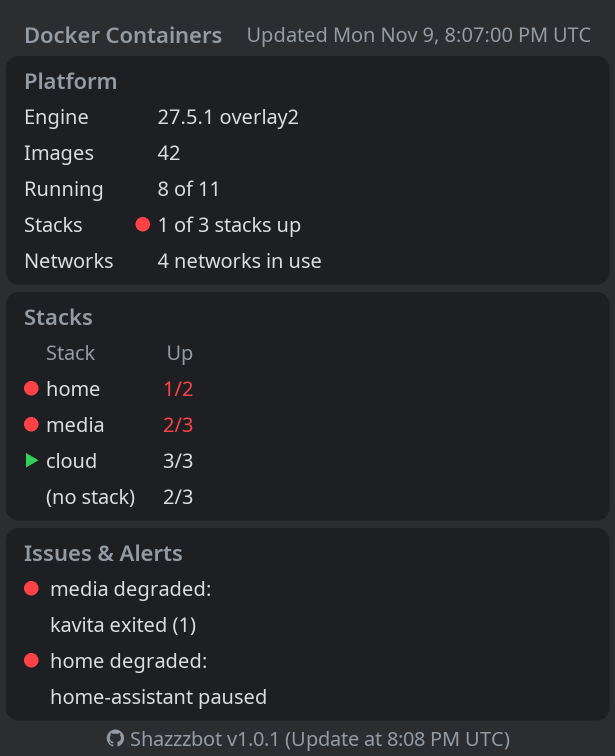 Docker Containers Updated Mon Nov 9, 8:07:00 PM UTC
Platform
Engine 27.5.1 overlay2
Images 42
Running 8 of 11
Stacks 1 of 3 stacks up
Networks 4 networks in use
Stacks
Stack Up
home 1/2
media 2/3
cloud 3/3
(no stack) 2/3
Issues & Alerts
media degraded:
kavita exited (1)
home degraded:
home-assistant paused
Shazzzbot v1.0.1 (Update at 8:08 PM UTC)